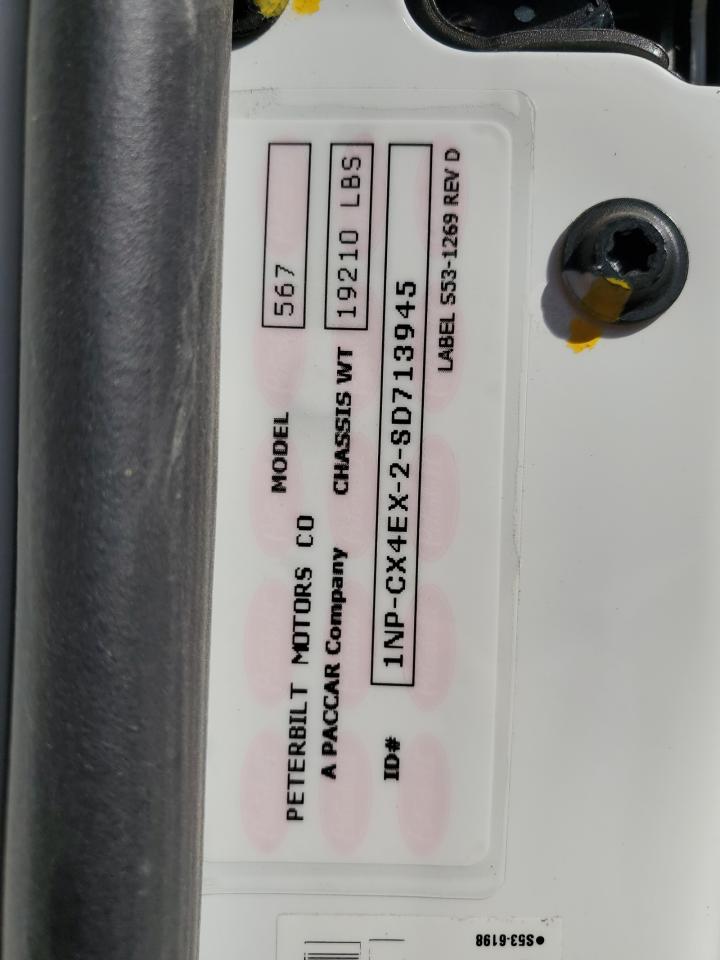 PETERBILT MOTORS CO MODEL 567
A PACCAR Company CHASSIS WT 19210 LBS
ID# 1NP-CX4EX-2-SD713945
LABEL S53-1269 REV D
●S53-6198